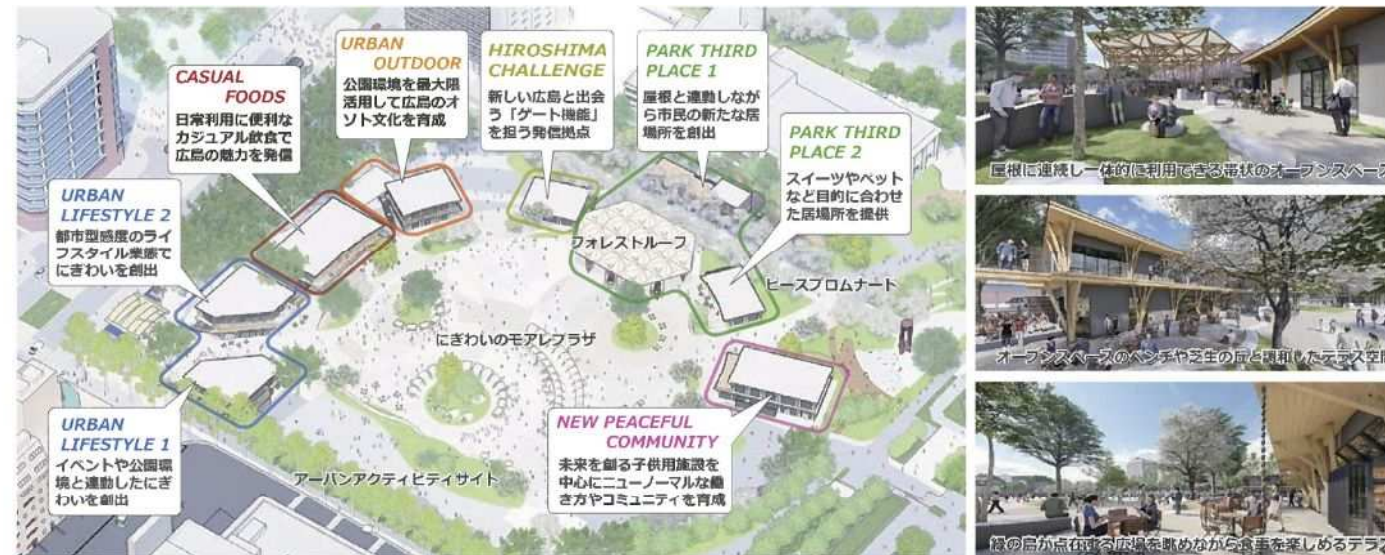 CASUAL
FOODS
日常利用に便利な
カジュアル飲食で
広島の魅力を発信
URBAN
OUTDOOR
公園環境を最大限
活用して広島のオ
ソト文化を育成
HIROSHIMA
CHALLENGE
新しい広島と出会
う「ゲート機能」
を担う発信拠点
PARK THIRD
PLACE 1
屋根と連動しなが
ら市民の新たな居
場所を創出
PARK THIRD
PLACE 2
スイーツやペット
など目的に合わせ
た居場所を提供
URBAN
LIFESTYLE 2
都市型感度のライ
フスタイル業態で
にぎわいを創出
フォレストルーフ
ピースプロムナード
にぎわいのモアレプラザ
URBAN
LIFESTYLE 1
イベントや公園環
境と連動したにぎ
わいを創出
アーバンアクティビティサイト
NEW PEACEFUL
COMMUNITY
未来を創る子供用施設を
中心にニューノーマルな働
き方やコミュニティを育成
屋根に連続し一体的に利用できる帯状のオープンスペース
オープンスペースのベンチや芝生の丘と調和したテラス空間
緑の島が点在する広場を眺めながら食事を楽しめるテラス